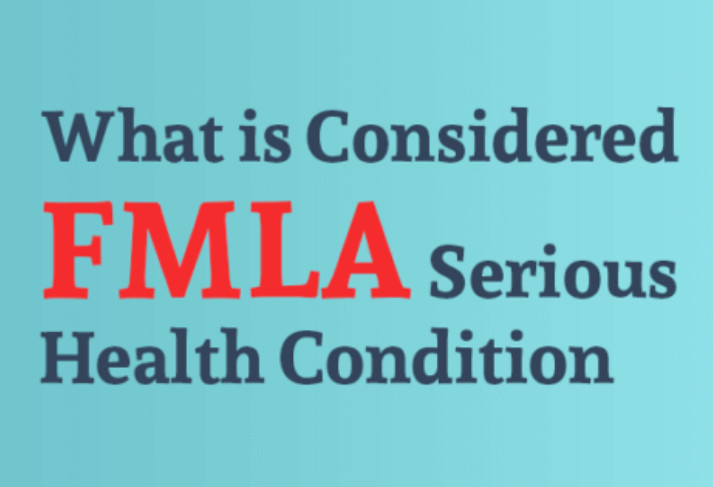 What is Considered
FMLA Serious
Health Condition